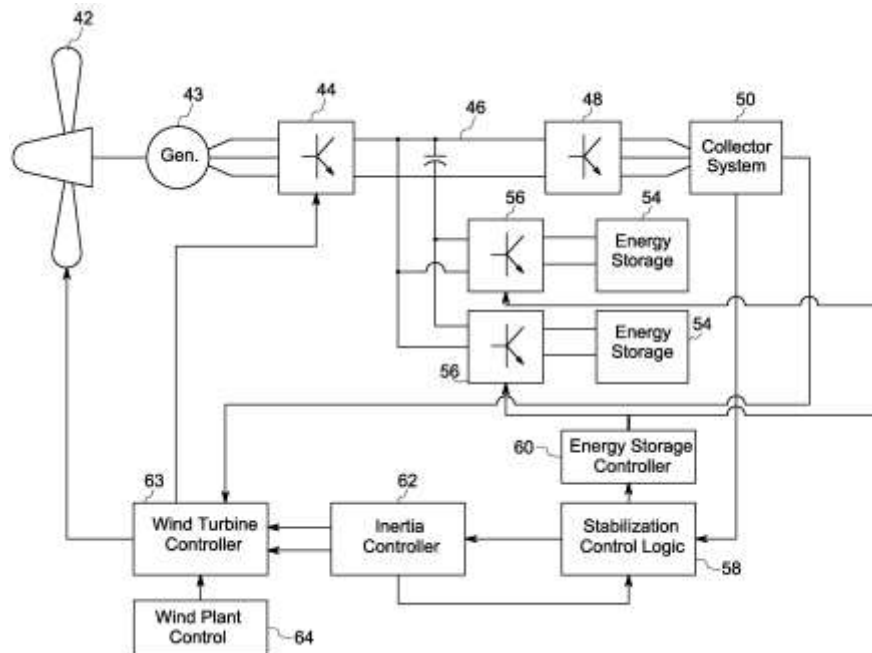 42
43
44
46
48
50
Gen.
Collector
System
56
54
Energy
Storage
Energy
Storage
54
56
60
Energy Storage
Controller
63
62
Wind Turbine
Controller
Inertia
Controller
Stabilization
Control Logic
58
Wind Plant
Control
64